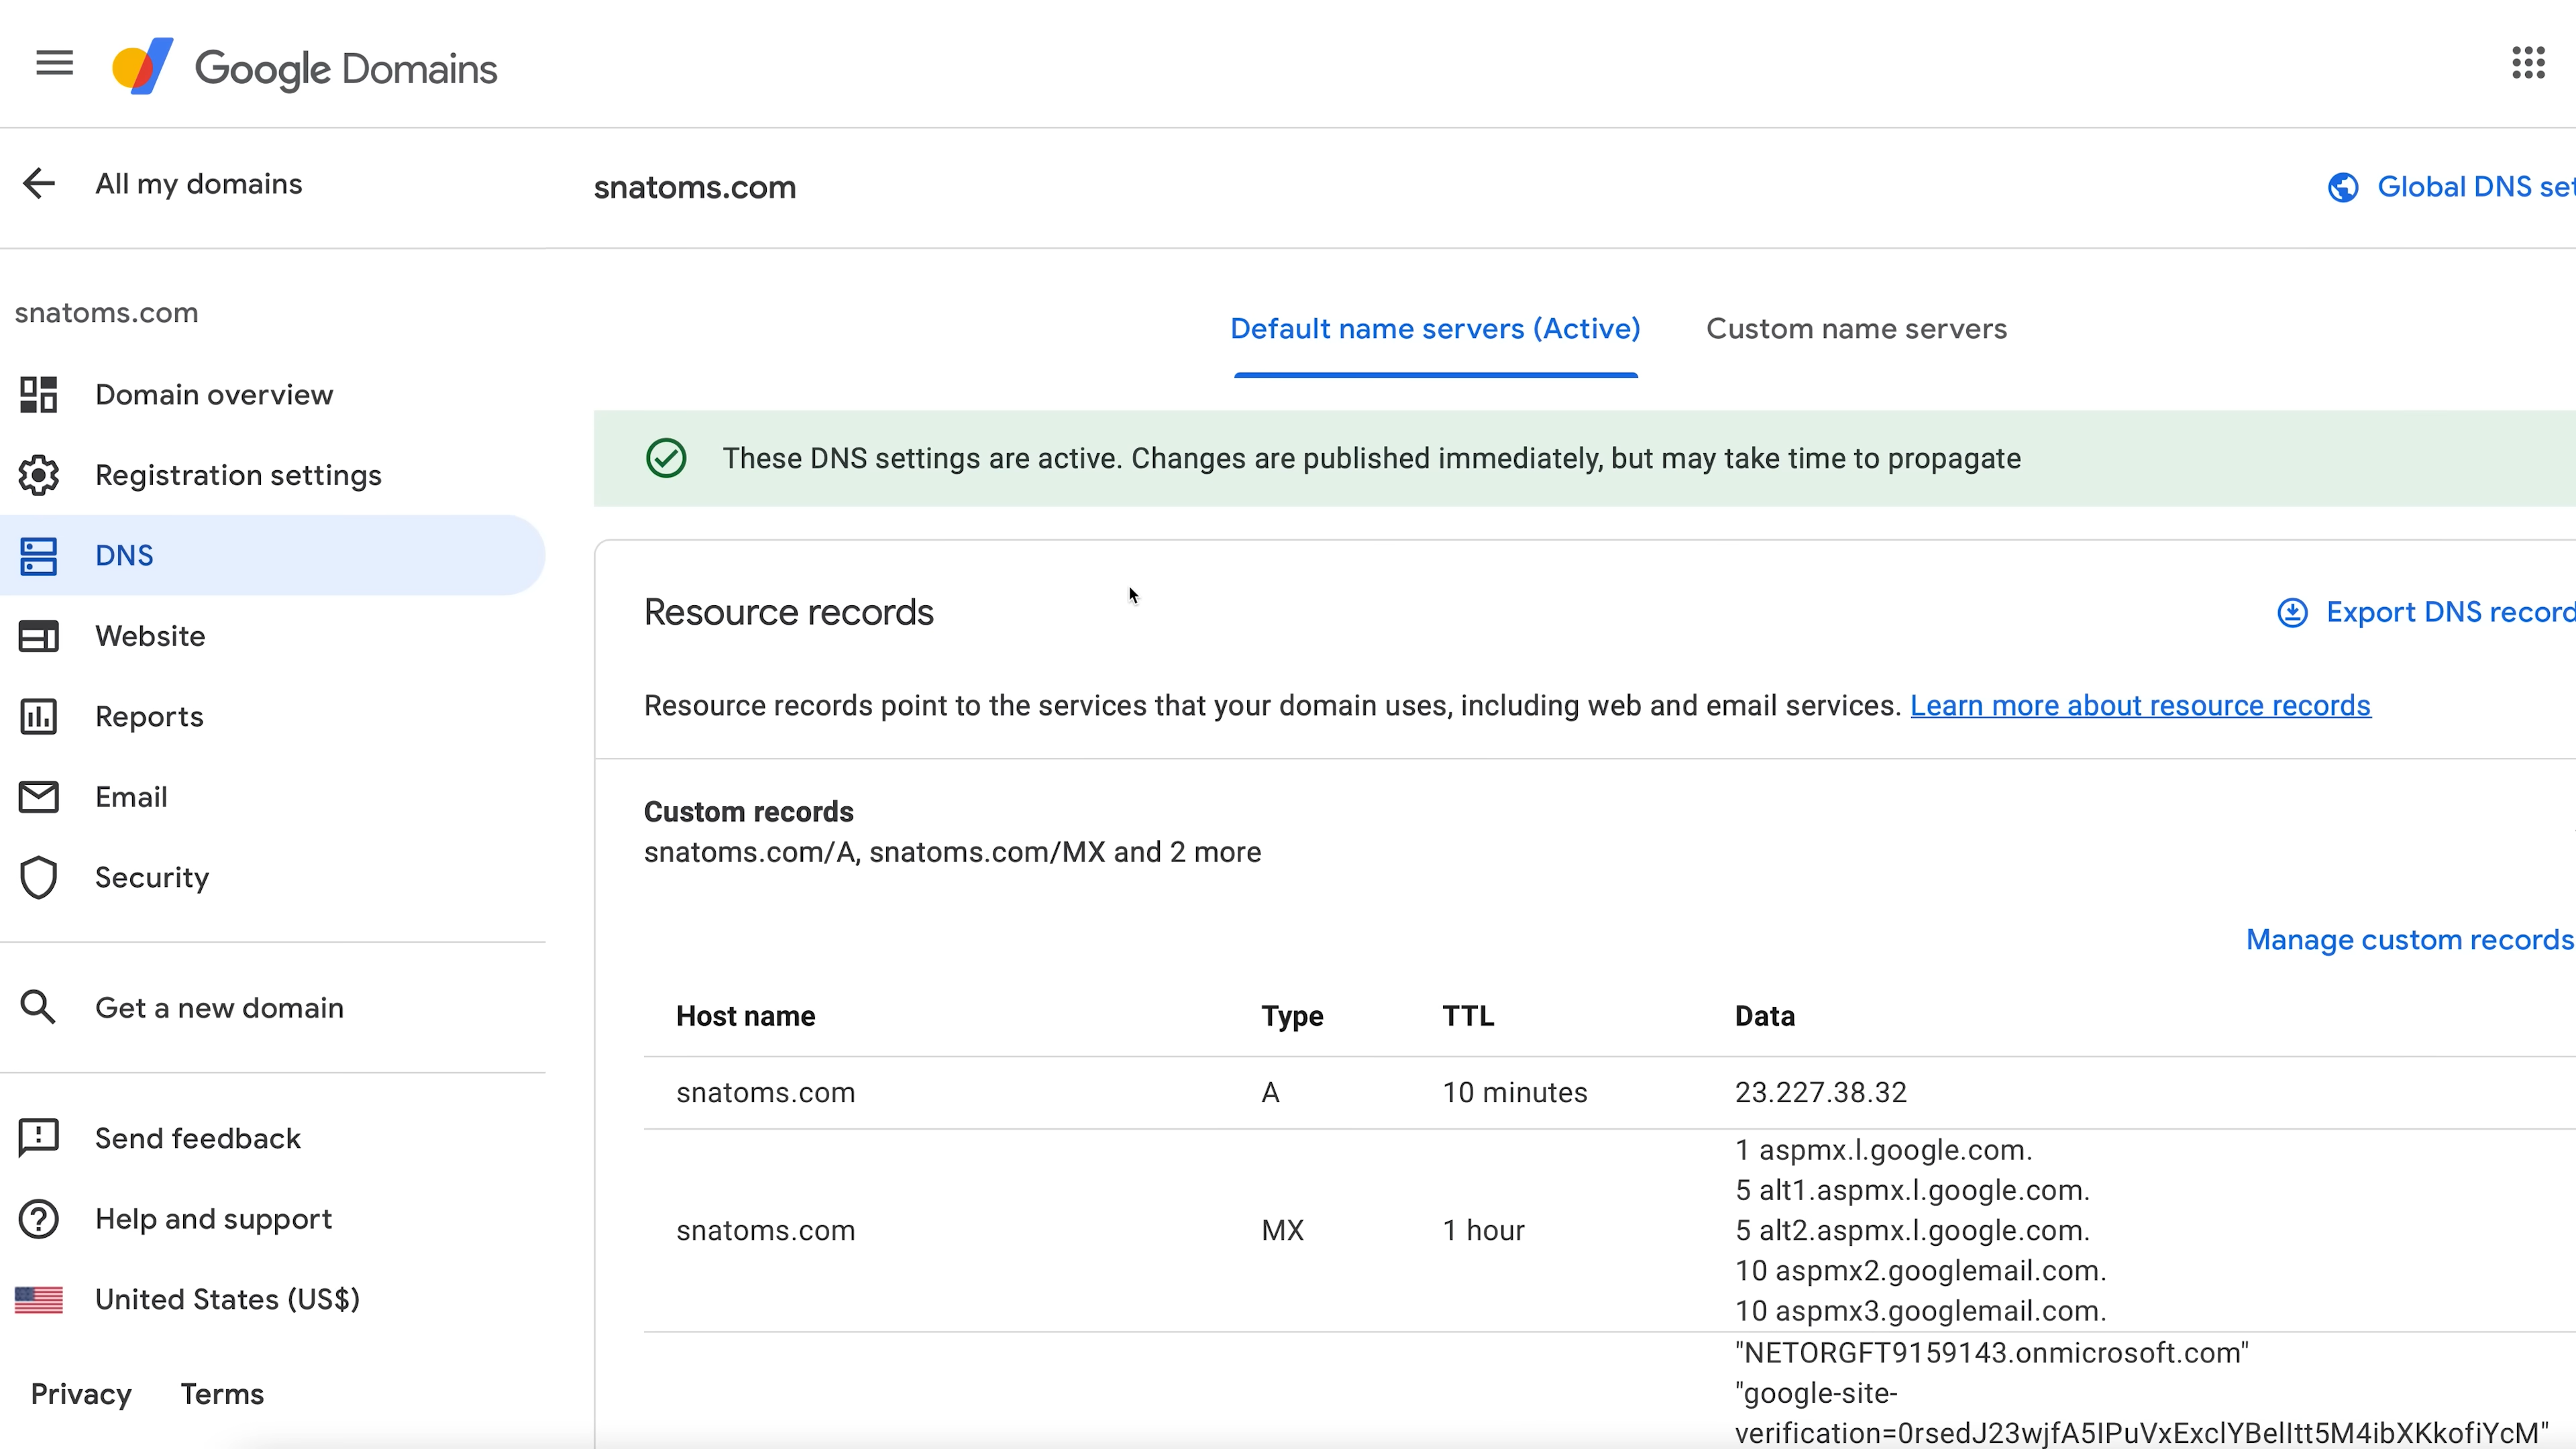 Google Domains
All my domains
snatoms.com
Global DNS set
snatoms.com
Domain overview
Registration settings
DNS
Website
Reports
Email
Security
Get a new domain
Send feedback
Help and support
United States (US$)
Privacy Terms
Default name servers (Active) Custom name servers
These DNS settings are active. Changes are published immediately, but may take time to propagate
Resource records
Export DNS record
Resource records point to the services that your domain uses, including web and email services. Learn more about resource records
Custom records
snatoms.com/A, snatoms.com/MX and 2 more
Manage custom records
Host name Type TTL Data
snatoms.com A 10 minutes 23.227.38.32
snatoms.com MX 1 hour
1 aspmx.l.google.com.
5 alt1.aspmx.l.google.com.
5 alt2.aspmx.l.google.com.
10 aspmx2.googlemail.com.
10 aspmx3.googlemail.com.
"NETORGFT9159143.onmicrosoft.com"
"google-site-
verification=0rsedJ23wjfA5IPuVxExclYBelItt5M4ibXKkofiYcM"